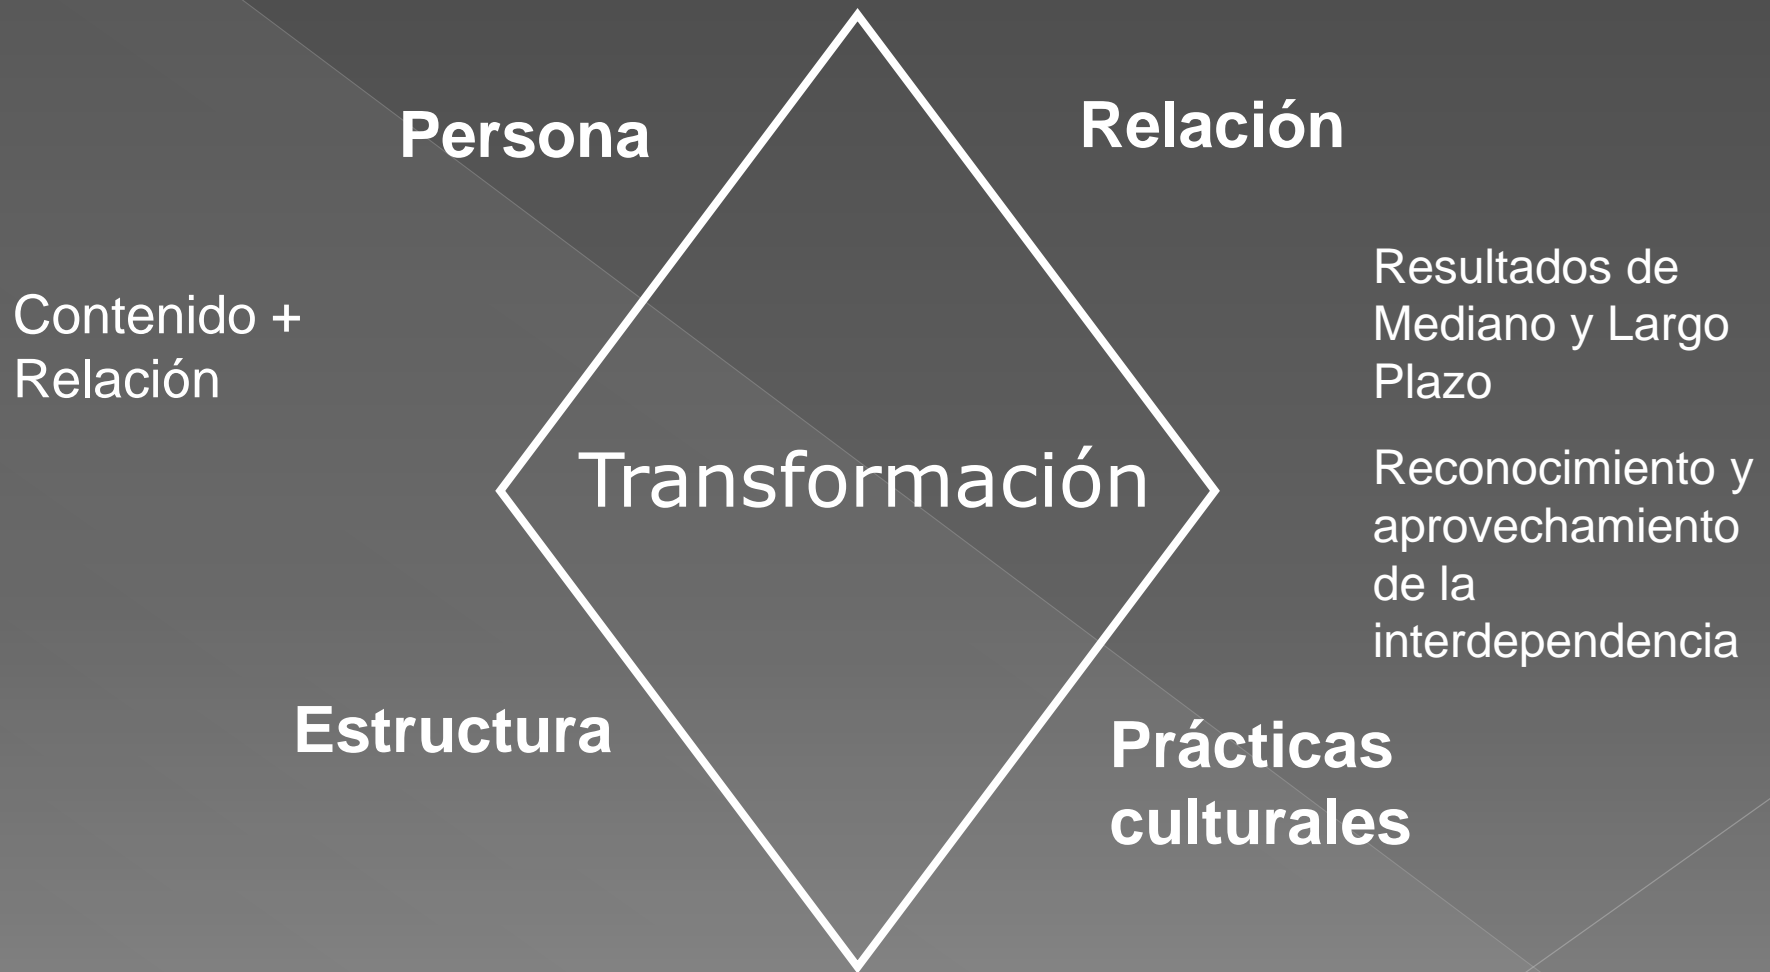 Persona
Relación
Contenido +
Relación
Resultados de
Mediano y Largo
Plazo
Transformación
Reconocimiento y
aprovechamiento
de la
interdependencia
Estructura
Prácticas
culturales